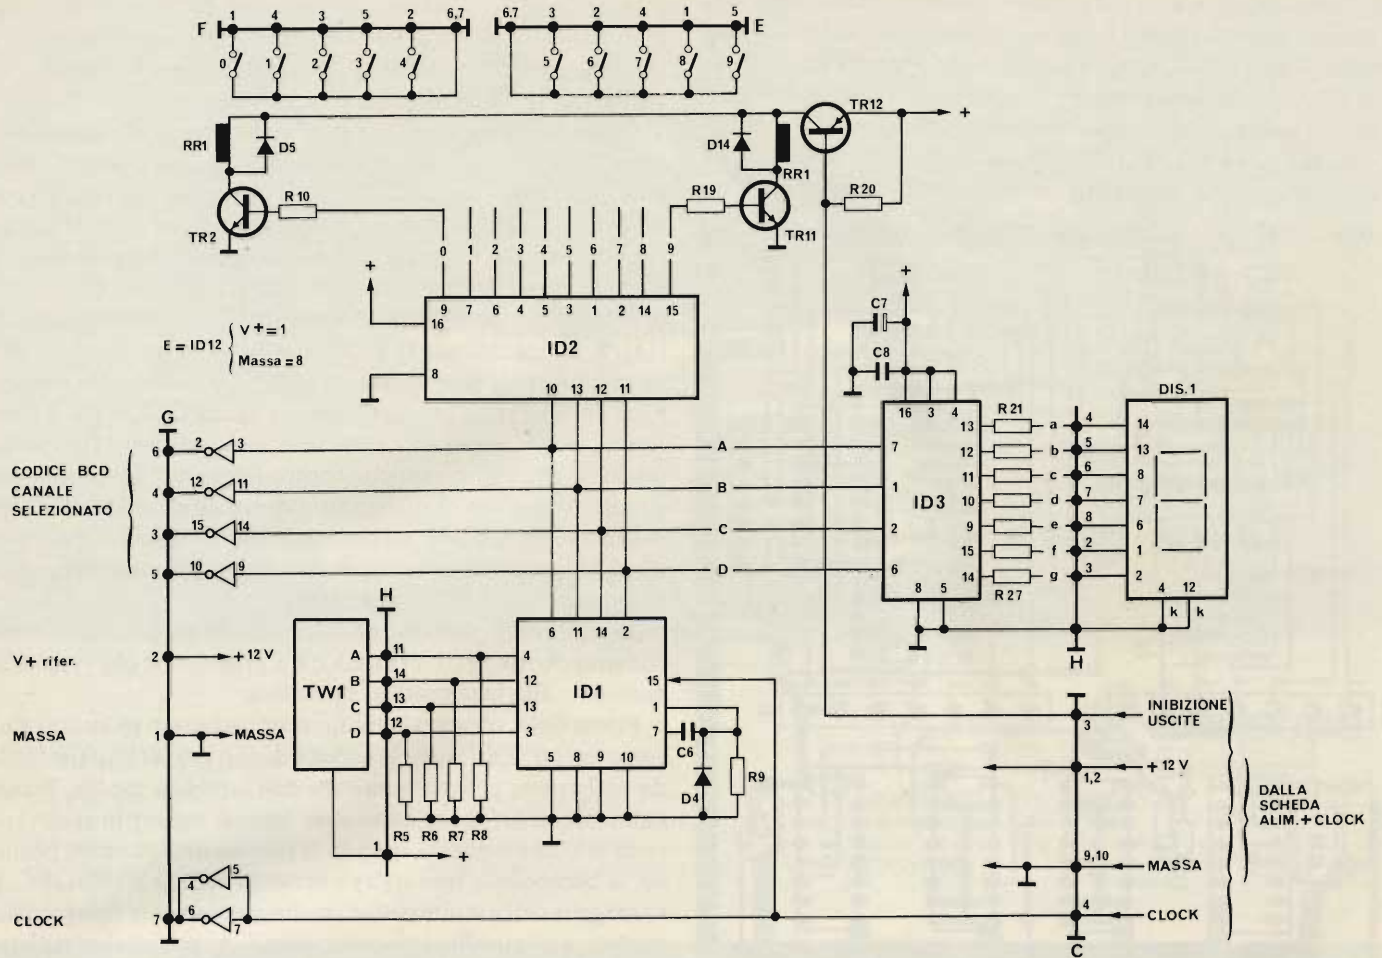 1 4 3 5 2 6,7
F
0 1 2 3 4
6.7 3 2 4 1 5
E
5 6 7 8 9
TR12
+
RR1
D5
D14
RR1
R 10
R19
R 20
TR2
TR11
0 1 2 3 4 5 6 7 8 9
9 7 6 4 5 3 1 2 14 15
+
16
ID2
8
10 13 12 11
E = ID12 { V + = 1
Massa = 8
+
C7
C8
16 3 4
DIS.1
G
6 2 3
A
7
4 12 11
B
1
3 15 14
C
2
5 10 9
D
6
CODICE BCD
CANALE
SELEZIONATO
ID3
8 5
13 R 21 a 4 14
12 b 5 13
11 c 6 8
10 d 7 7
9 e 8 6
15 f 2 1
14 R 27 g 3 2
4 12
k k
H
H
6 11 14 2
TW1
A 11 4
B 14 12
C 13 13
D 12 3
ID1
15
1
7
C6
D4
R9
5 8 9 10
R5 R6 R7 R8
1 +
V+ rifer. 2 +12 V
MASSA 1 MASSA
4 5
6 7
CLOCK 7
3 INIBIZIONE
USCITE
1,2 +12 V
9,10 MASSA
4 CLOCK
C
DALLA
SCHEDA
ALIM.+CLOCK